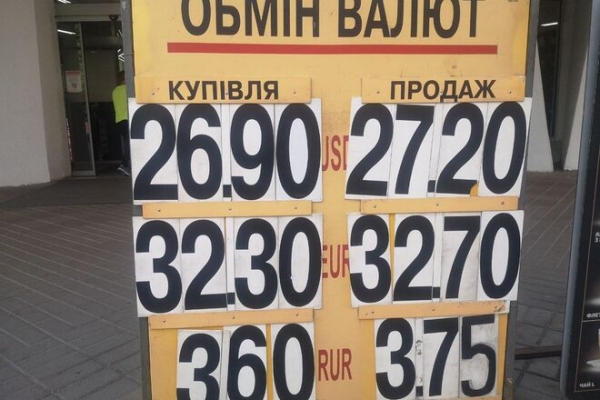 ОБМІН ВАЛЮТ
КУПІВЛЯ ПРОДАЖ
26.90 USD 27.20
32.30 EUR 32.70
3.60 RUR 3.75